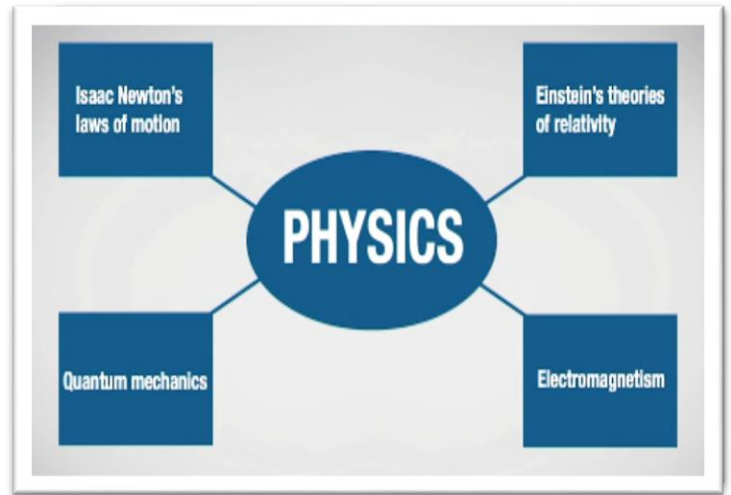 Isaac Newton's
laws of motion
Einstein's theories
of relativity
PHYSICS
Quantum mechanics
Electromagnetism